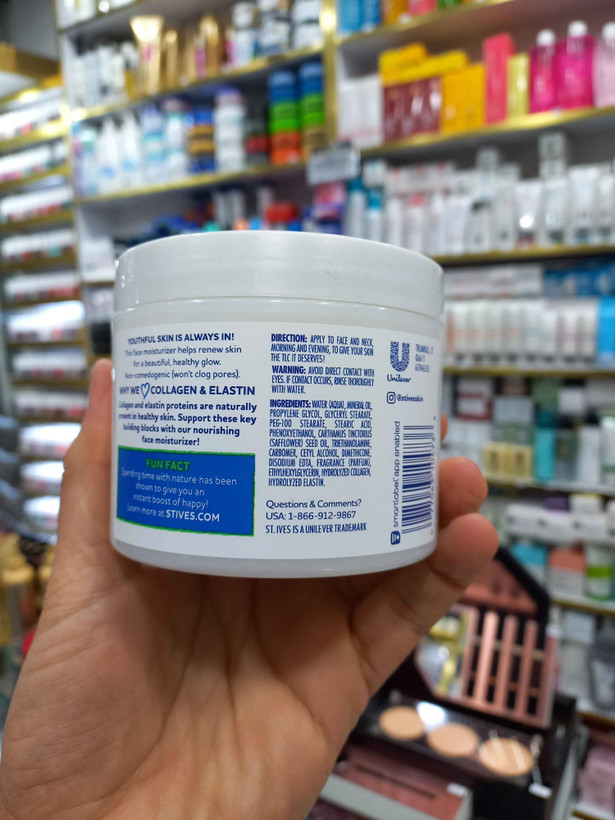 YOUTHFUL SKIN IS ALWAYS IN!
This face moisturizer helps renew skin
for a beautiful, healthy glow.
Non-comedogenic (won't clog pores).
WHY WE COLLAGEN & ELASTIN
Collagen and elastin proteins are naturally
present in healthy skin. Support these key
building blocks with our nourishing
face moisturizer!
FUN FACT
Spending time with nature has been
shown to give you an
instant boost of happy!
Learn more at STIVES.COM
DIRECTION: APPLY TO FACE AND NECK,
MORNING AND EVENING, TO GIVE YOUR SKIN
THE TLC IT DESERVES!
WARNING: AVOID DIRECT CONTACT WITH
EYES. IF CONTACT OCCURS, RINSE THOROUGHLY
WITH WATER.
INGREDIENTS: WATER (AQUA), MINERAL OIL,
PROPYLENE GLYCOL, GLYCERYL STEARATE,
PEG-100 STEARATE, STEARIC ACID,
PHENOXYETHANOL, CARTHAMUS TINCTORIUS
(SAFFLOWER) SEED OIL, TRIETHANOLAMINE,
CARBOMER, CETYL ALCOHOL, DIMETHICONE,
DISODIUM EDTA, FRAGRANCE (PARFUM),
ETHYLHEXYLGLYCERIN, HYDROLYZED COLLAGEN,
HYDROLYZED ELASTIN.
Questions & Comments?
USA: 1-866-912-9867
ST. IVES IS A UNILEVER TRADEMARK
Unilever
TRUMBULL, CT
06611
@stivesskin
smartlabel app enabled